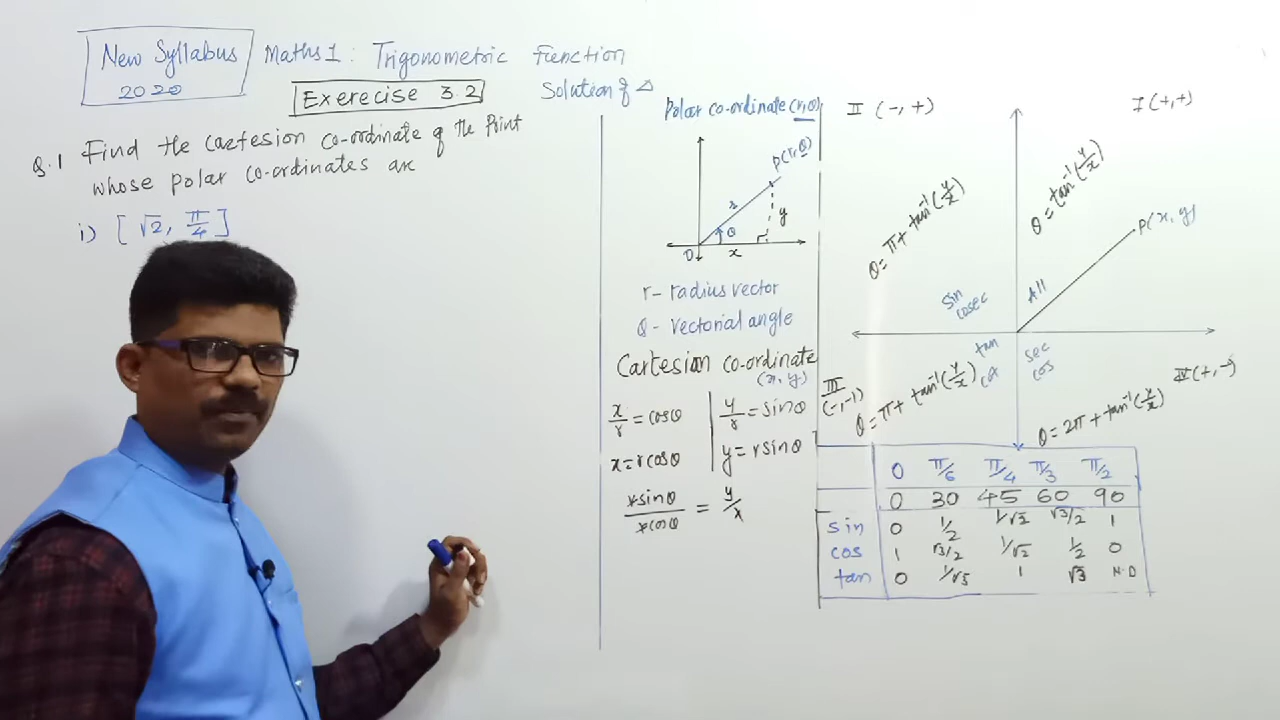 New Syllabus
2020
Maths 1 : Trigonometric Function
Exerecise 3.2
Solution of Δ
Q.1 Find the Cartesion co-ordinate of the Point
whose polar co-ordinates are
i) [√2, π/4]
Polar co-ordinate (r,θ)
P(r,θ)
r
y
θ
O
x
r - radius vector
θ - vectorial angle
Cartesian co-ordinate
(x, y)
x/r = cosθ
y/r = sinθ
x = r cosθ
y = r sinθ
r sinθ / r cosθ = y/x
II (-, +)
I (+, +)
θ = π + tan⁻¹(y/x)
θ = tan⁻¹(y/x)
P(x, y)
sin
cosec
All
tan
cot
sec
cos
III
(-, -1)
IV (+, -)
θ = π + tan⁻¹(y/x)
θ = 2π + tan⁻¹(y/x)
0 π/6 π/4 π/3 π/2
0 30 45 60 90
sin 0 1/2 1/√2 √3/2 1
cos 1 √3/2 1/√2 1/2 0
tan 0 1/√3 1 √3 N.D